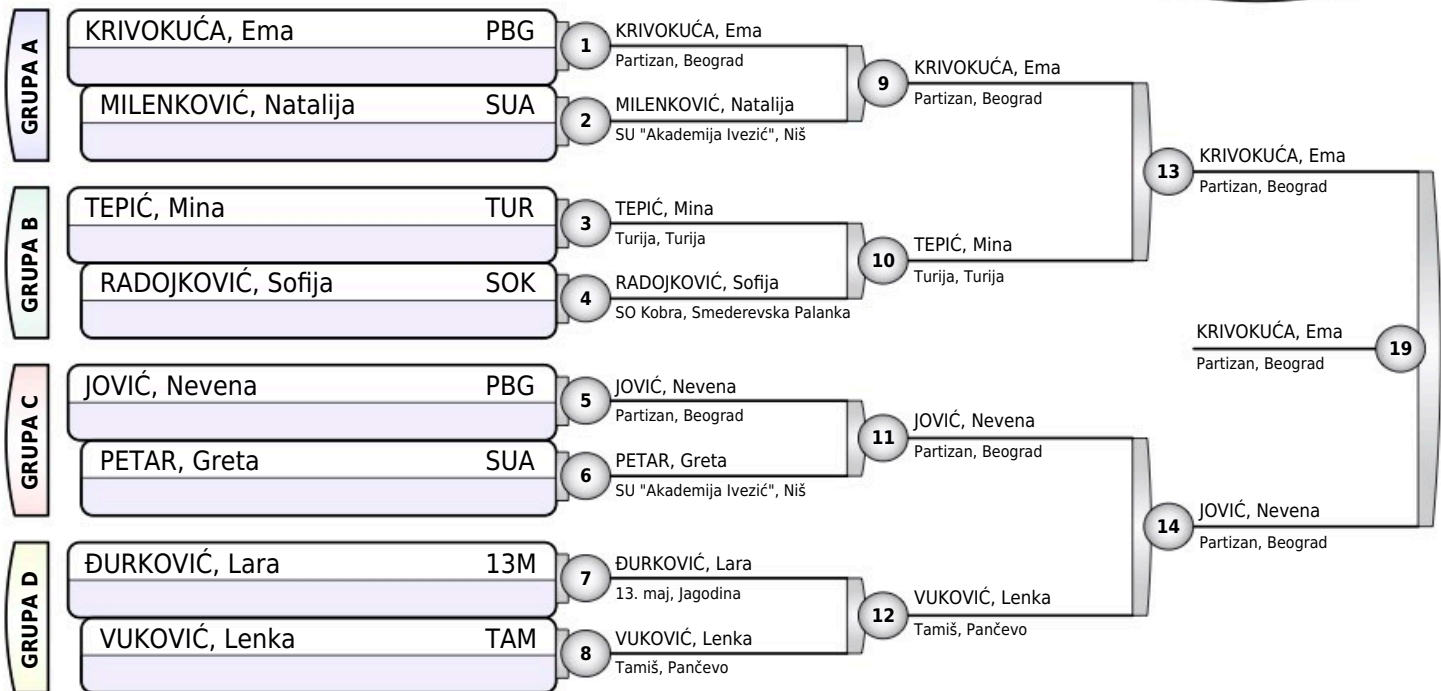 GRUPA A
KRIVOKUĆA, Ema PBG
MILENKOVIĆ, Natalija SUA
1
KRIVOKUĆA, Ema
Partizan, Beograd
2
MILENKOVIĆ, Natalija
SU "Akademija Ivezić", Niš
9
KRIVOKUĆA, Ema
Partizan, Beograd
GRUPA B
TEPIĆ, Mina TUR
RADOJKOVIĆ, Sofija SOK
3
TEPIĆ, Mina
Turija, Turija
4
RADOJKOVIĆ, Sofija
SO Kobra, Smederevska Palanka
10
TEPIĆ, Mina
Turija, Turija
13
KRIVOKUĆA, Ema
Partizan, Beograd
GRUPA C
JOVIĆ, Nevena PBG
PETAR, Greta SUA
5
JOVIĆ, Nevena
Partizan, Beograd
6
PETAR, Greta
SU "Akademija Ivezić", Niš
11
JOVIĆ, Nevena
Partizan, Beograd
GRUPA D
ĐURKOVIĆ, Lara 13M
VUKOVIĆ, Lenka TAM
7
ĐURKOVIĆ, Lara
13. maj, Jagodina
8
VUKOVIĆ, Lenka
Tamiš, Pančevo
12
VUKOVIĆ, Lenka
Tamiš, Pančevo
14
JOVIĆ, Nevena
Partizan, Beograd
KRIVOKUĆA, Ema
Partizan, Beograd
19